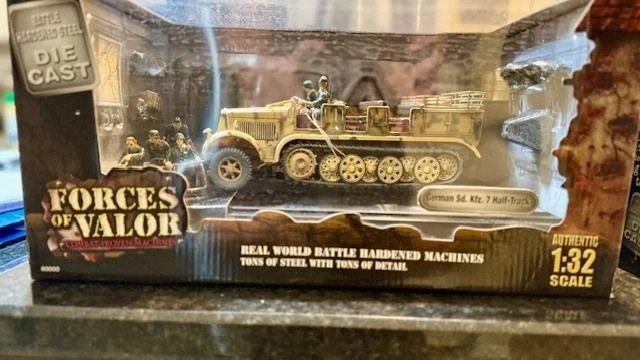 BATTLE
HARDENED STEEL
DIE
CAST
FORCES
OF VALOR
COMBAT-PROVEN MACHINES
German Sd. Kfz. 7 Half-Track
REAL WORLD BATTLE HARDENED MACHINES
TONS OF STEEL WITH TONS OF DETAIL
AUTHENTIC
1:32
SCALE
80000